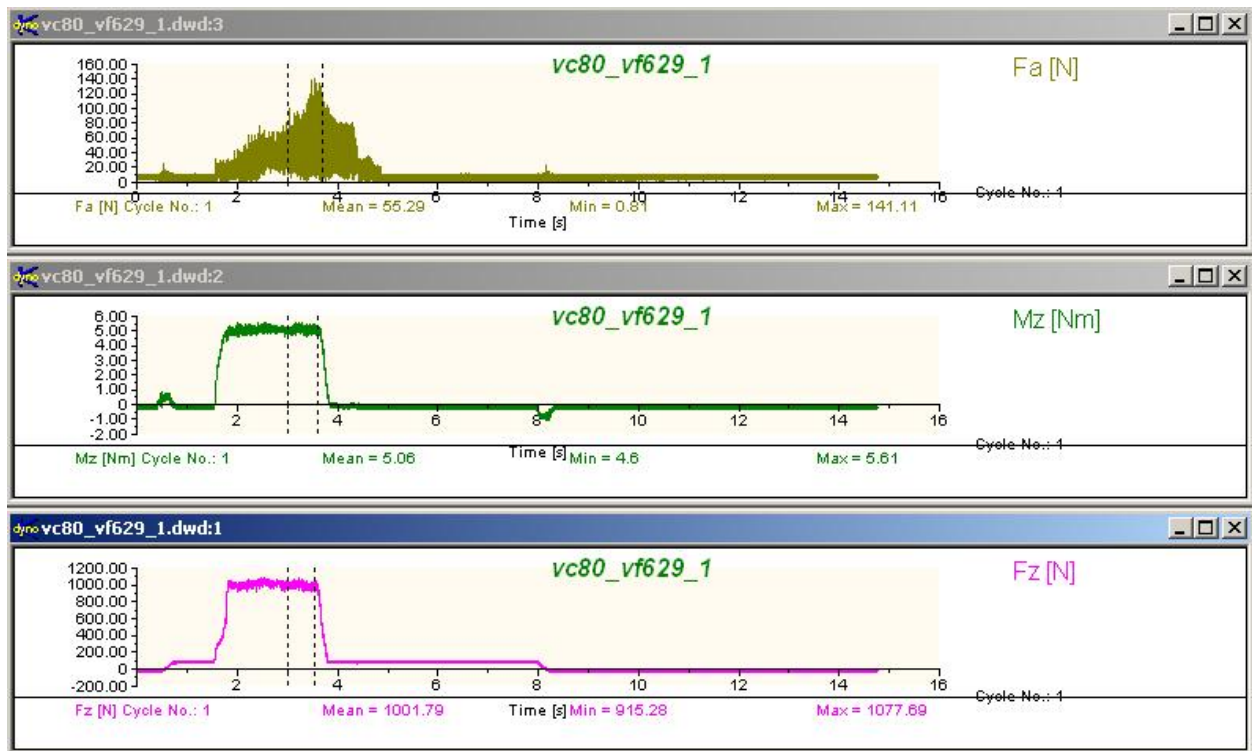 dyno vc80_vf629_1.dwd:3
vc80_vf629_1
Fa [N]
160.00
140.00
120.00
100.00
80.00
60.00
40.00
20.00
0
0 2 4 6 8 10 12 14 16
Cycle No.: 1
Fa [N] Cycle No.: 1 Mean = 55.29 Min = 0.81 Max = 141.11
Time [s]
dyno vc80_vf629_1.dwd:2
vc80_vf629_1
Mz [Nm]
6.00
5.00
4.00
3.00
2.00
1.00
0
-1.00
-2.00
2 4 6 8 10 12 14 16
Cycle No.: 1
Mz [Nm] Cycle No.: 1 Mean = 5.06 Time [s] Min = 4.6 Max = 5.61
dyno vc80_vf629_1.dwd:1
vc80_vf629_1
Fz [N]
1200.00
1000.00
800.00
600.00
400.00
200.00
0
-200.00
2 4 6 8 10 12 14 16
Cycle No.: 1
Fz [N] Cycle No.: 1 Mean = 1001.79 Time [s] Min = 915.28 Max = 1077.69